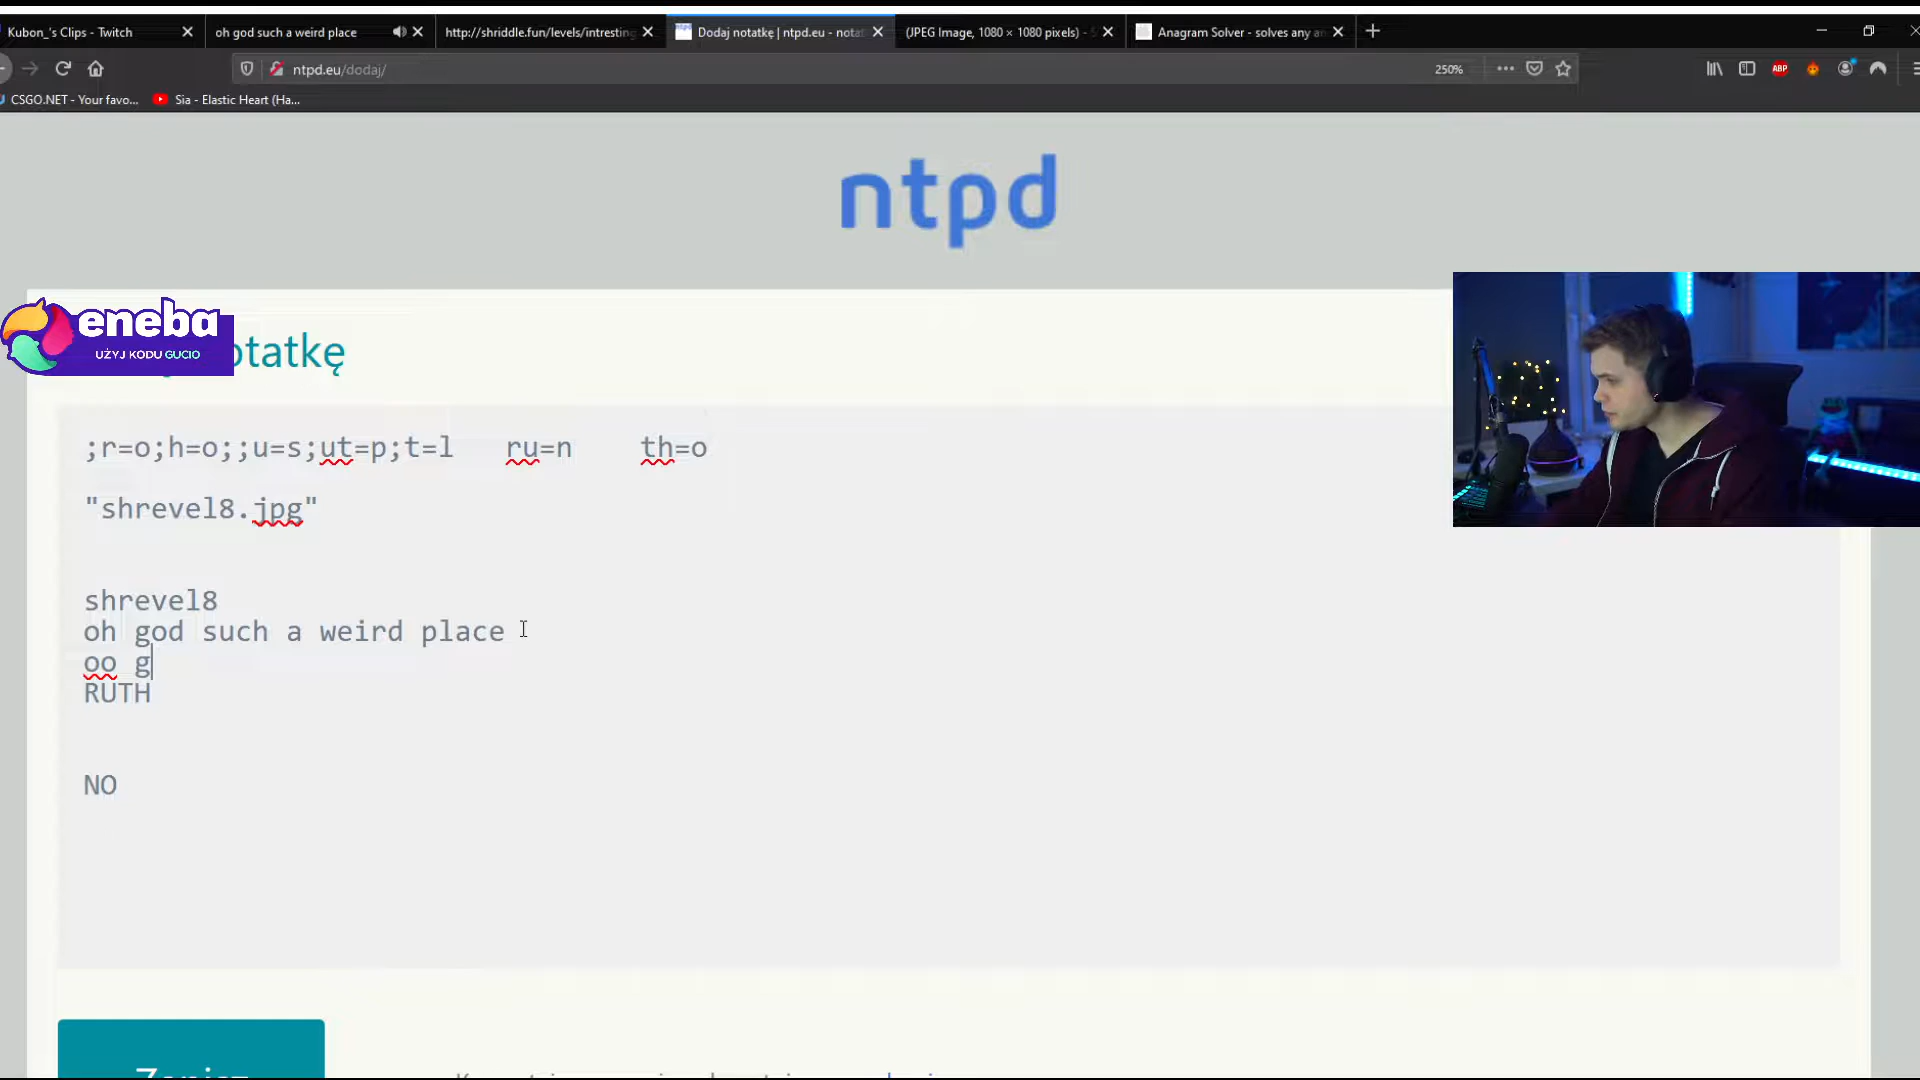 Kubon_'s Clips - Twitch
oh god such a weird place
http://shriddle.fun/levels/intresting
Dodaj notatkę | ntpd.eu - notat
(JPEG Image, 1080 × 1080 pixels) -
Anagram Solver - solves any an
ntpd.eu/dodaj/
250%
ABP
CSGO.NET - Your favo...
Sia - Elastic Heart (Ha...
ntpd
eneba
UŻYJ KODU GUCIO
otatkę
;r=o;h=o;;u=s;ut=p;t=l ru=n th=o
"shrevel8.jpg"
shrevel8
oh god such a weird place
oo g
RUTH
NO